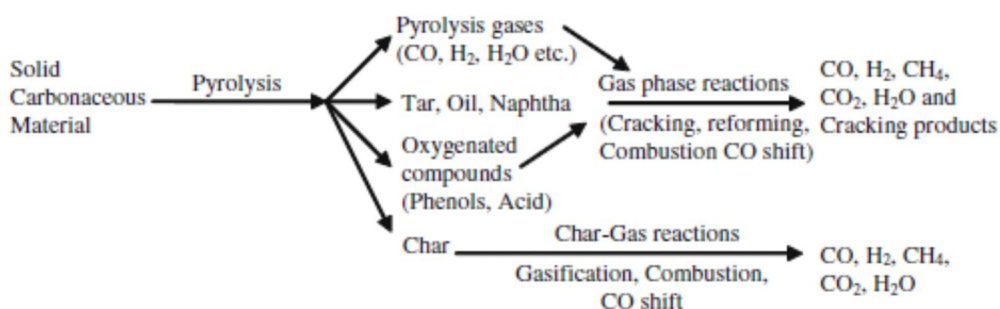 Solid
Carbonaceous
Material
Pyrolysis
Pyrolysis gases
(CO, H₂, H₂O etc.)
Tar, Oil, Naphtha
Oxygenated
compounds
(Phenols, Acid)
Char
Gas phase reactions
(Cracking, reforming,
Combustion CO shift)
CO, H₂, CH₄,
CO₂, H₂O and
Cracking products
Char-Gas reactions
Gasification, Combustion,
CO shift
CO, H₂, CH₄,
CO₂, H₂O